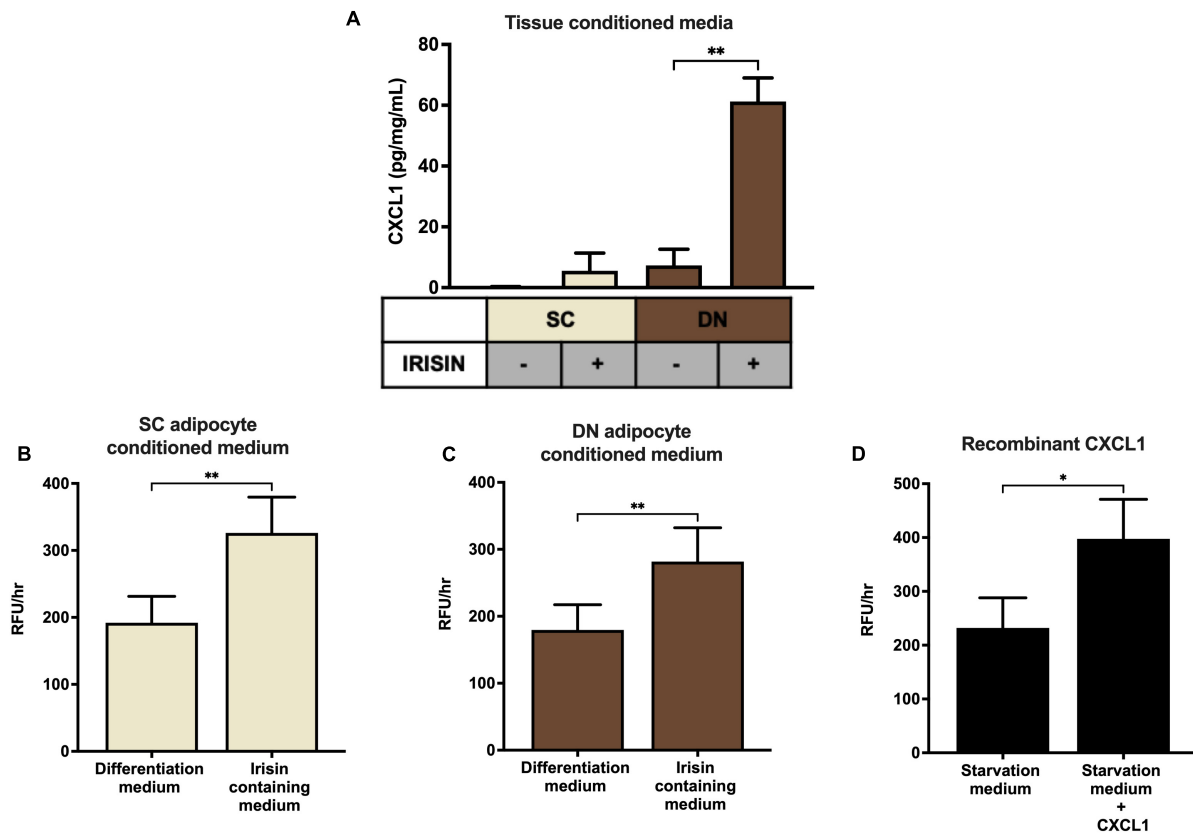 A
Tissue conditioned media
CXCL1 (pg/mg/mL)
80
60
40
20
0
**
SC DN
IRISIN - + - +
B
SC adipocyte
conditioned medium
RFU/hr
400
300
200
100
0
**
Differentiation
medium
Irisin
containing
medium
C
DN adipocyte
conditioned medium
RFU/hr
400
300
200
100
0
**
Differentiation
medium
Irisin
containing
medium
D
Recombinant CXCL1
RFU/hr
500
400
300
200
100
0
*
Starvation
medium
Starvation
medium
+
CXCL1